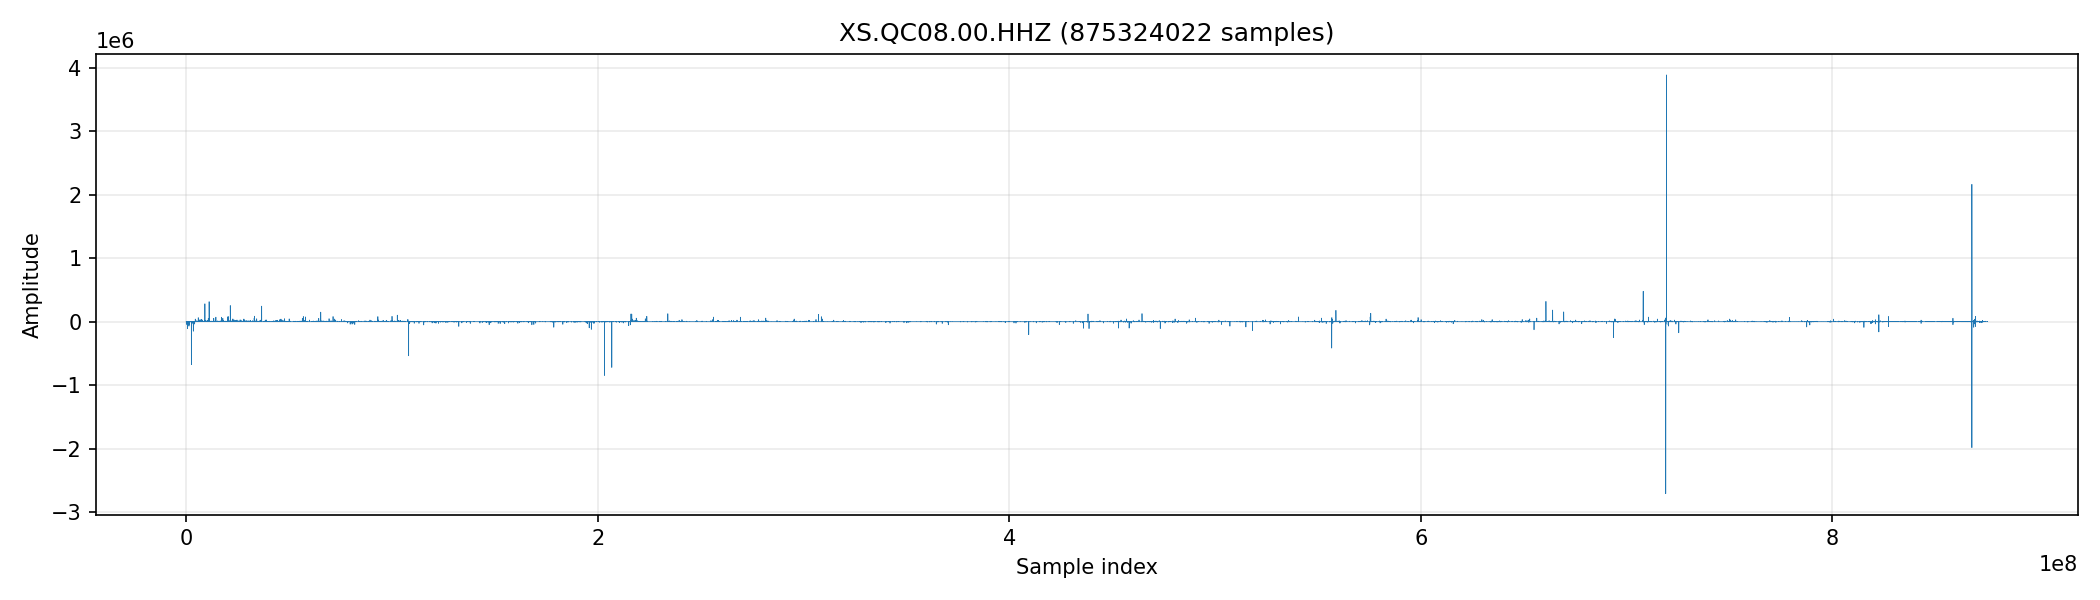 XS.QC08.00.HHZ (875324022 samples)
1e6
4
3
2
1
0
−1
−2
−3
Amplitude
0 2 4 6 8
Sample index
1e8